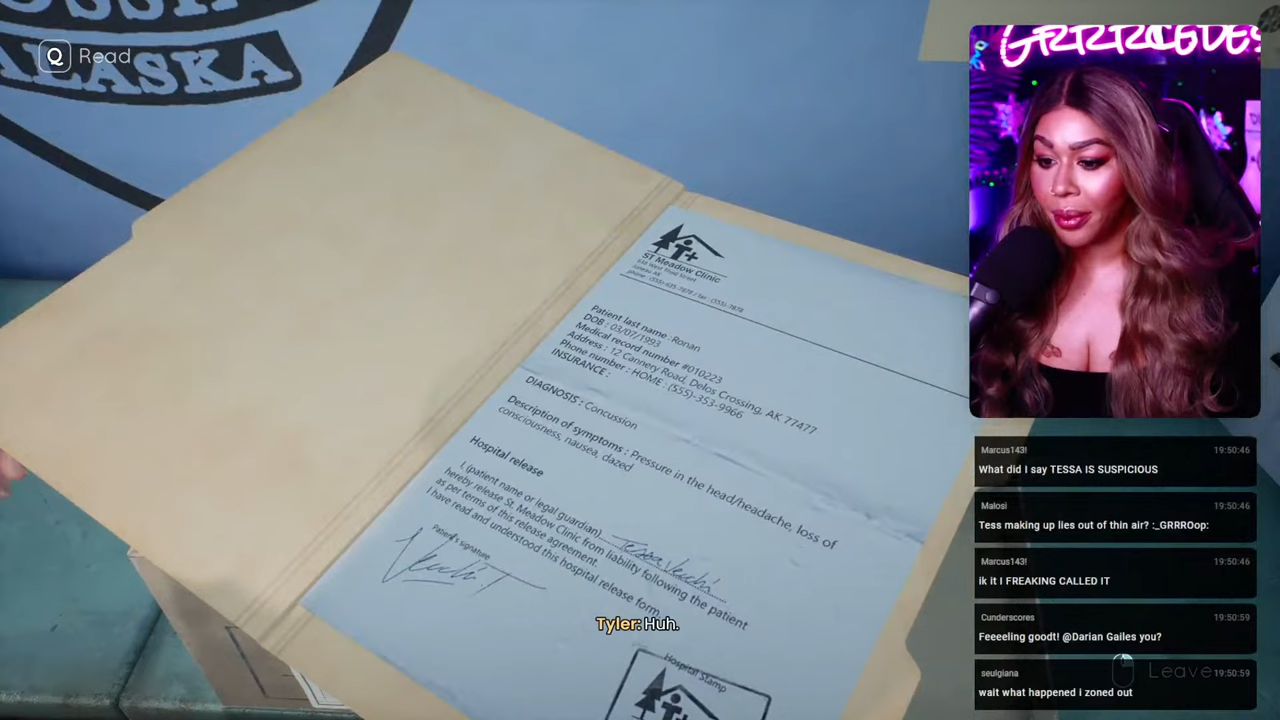 ALASKA
Q Read
GRRRCEDES
ST Meadow Clinic
Juneau AK
Patient last name : Ronan
DOB : 03/07/1993
Medical record number #010223
Address : 12 Cannery Road, Delos Crossing, AK 77477
Phone number : HOME : (555)-353-9966
INSURANCE :
DIAGNOSIS : Concussion
Description of symptoms : Pressure in the head/headache, loss of
consciousness, nausea, dazed
Hospital release
I, (patient name or legal guardian) Tessa Vecchi
hereby release St. Meadow Clinic from liability following the patient
as per terms of this release agreement.
I have read and understood this hospital release form.
Patient's signature
Hospital Stamp
Tyler: Huh.
Leave
Marcus143! 19:50:46
What did I say TESSA IS SUSPICIOUS
Malosi 19:50:46
Tess making up lies out of thin air? :_GRRROop:
Marcus143! 19:50:46
ik it I FREAKING CALLED IT
Cunderscores 19:50:59
Feeeeling goodt! @Darian Gailes you?
seulgiana 19:50:59
wait what happened i zoned out